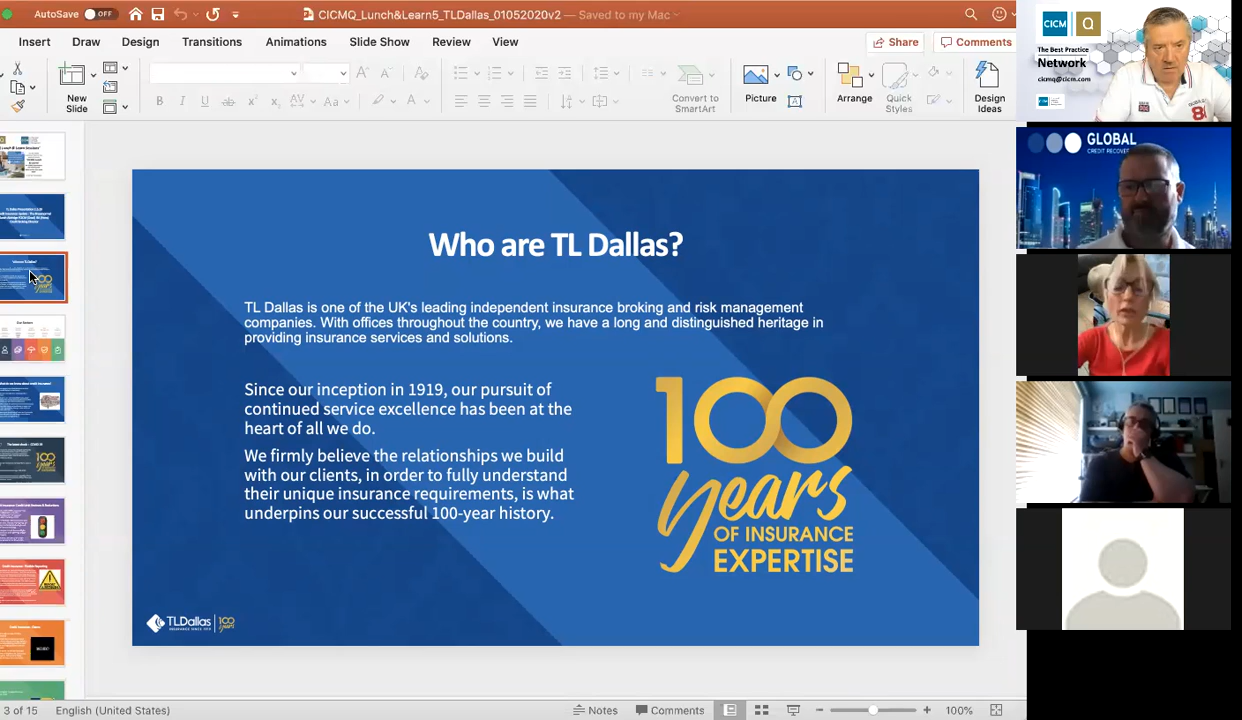 AutoSave OFF
CICMQ_Lunch&Learn5_TLDallas_01052020v2 — Saved to my Mac
Insert Draw Design Transitions Animations Slide Show Review View Share Comments
New
Slide
Convert to
SmartArt
Picture
Arrange
Quick
Styles
Design
Ideas
Who are TL Dallas?
TL Dallas is one of the UK's leading independent insurance broking and risk management
companies. With offices throughout the country, we have a long and distinguished heritage in
providing insurance services and solutions.
Since our inception in 1919, our pursuit of
continued service excellence has been at the
heart of all we do.
We firmly believe the relationships we build
with our clients, in order to fully understand
their unique insurance requirements, is what
underpins our successful 100-year history.
100
years
OF INSURANCE
EXPERTISE
TLDallas 100
INSURANCE SINCE 1919 years
3 of 15 English (United States) Notes Comments 100%
CICM Q
The Best Practice
Network
cicmq@cicm.com
GLOBAL